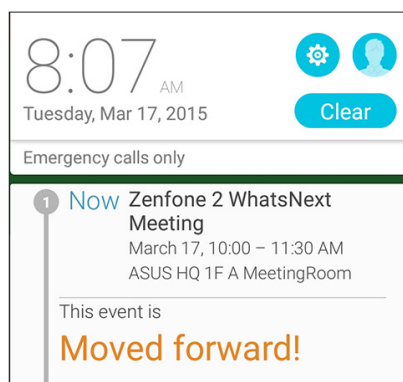 8:07 AM
Tuesday, Mar 17, 2015
Clear
Emergency calls only
1 Now Zenfone 2 WhatsNext
Meeting
March 17, 10:00 – 11:30 AM
ASUS HQ 1F A MeetingRoom
This event is
Moved forward!